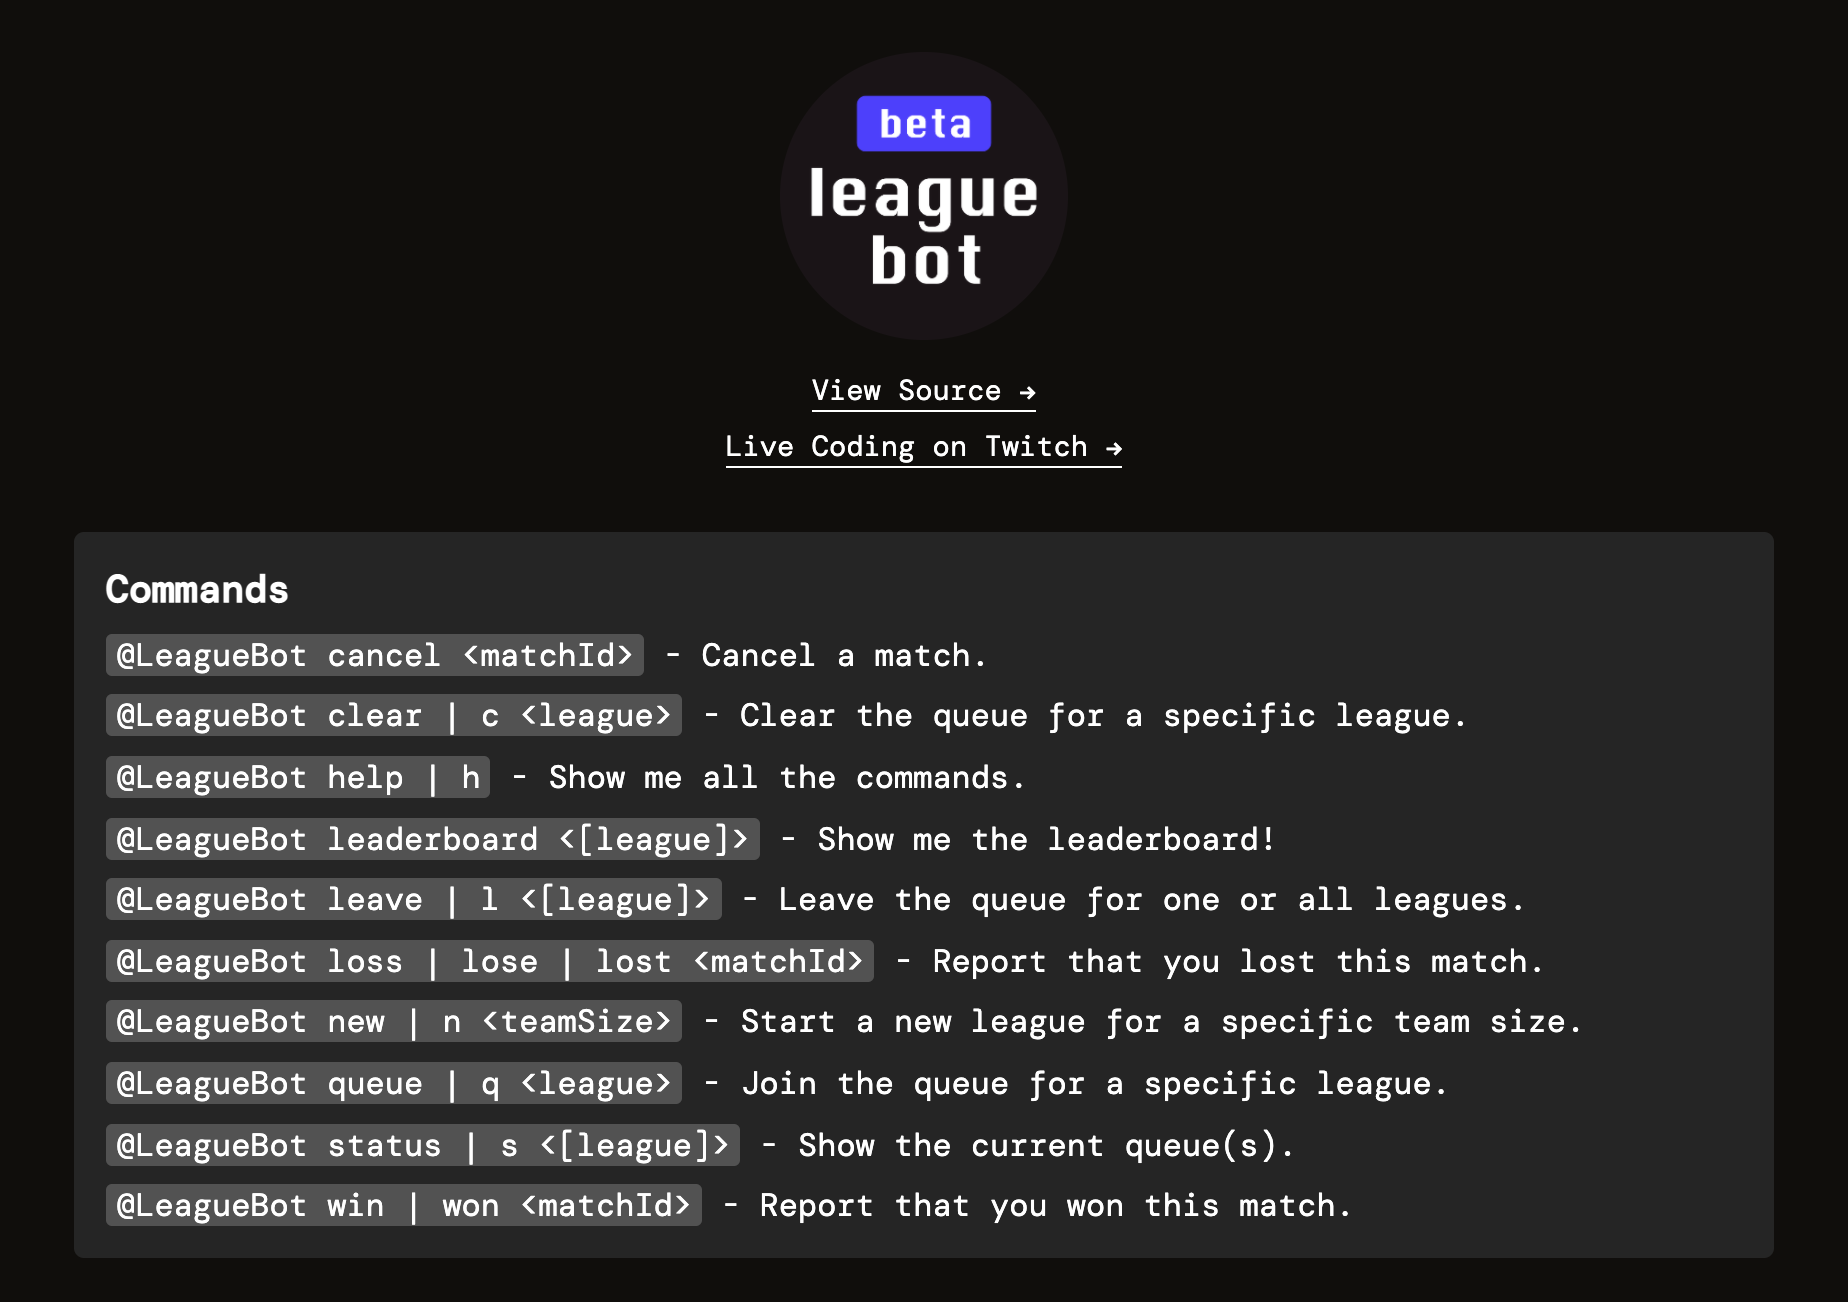 beta
league
bot
View Source →
Live Coding on Twitch →
Commands
@LeagueBot cancel <matchId> - Cancel a match.
@LeagueBot clear | c <league> - Clear the queue for a specific league.
@LeagueBot help | h - Show me all the commands.
@LeagueBot leaderboard <[league]> - Show me the leaderboard!
@LeagueBot leave | l <[league]> - Leave the queue for one or all leagues.
@LeagueBot loss | lose | lost <matchId> - Report that you lost this match.
@LeagueBot new | n <teamSize> - Start a new league for a specific team size.
@LeagueBot queue | q <league> - Join the queue for a specific league.
@LeagueBot status | s <[league]> - Show the current queue(s).
@LeagueBot win | won <matchId> - Report that you won this match.